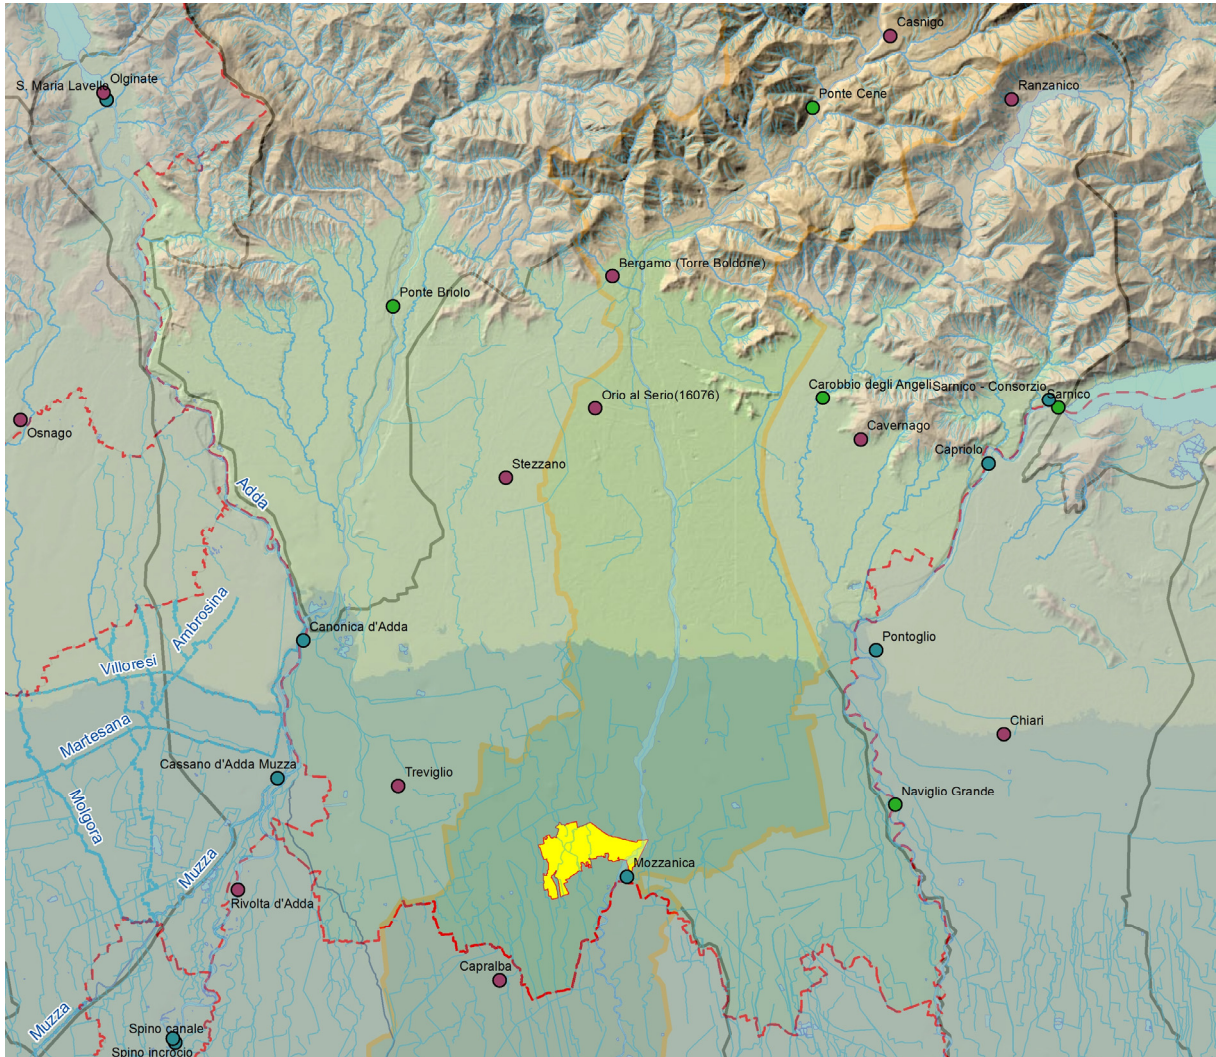 Casnigo
Olginate
S. Maria Lavello
Ranzanico
Ponte Cene
Bergamo (Torre Boldone)
Ponte Briolo
Carobbio degli Angeli
Sarnico - Consorzio
Sarnico
Orio al Serio(16076)
Cavernago
Osnago
Capriolo
Stezzano
Adda
Ambrosina
Canonica d'Adda
Pontoglio
Villoresi
Martesana
Chiari
Cassano d'Adda Muzza
Treviglio
Naviglio Grande
Molgora
Muzza
Mozzanica
Rivolta d'Adda
Capralba
Muzza
Spino canale
Spino incrocio